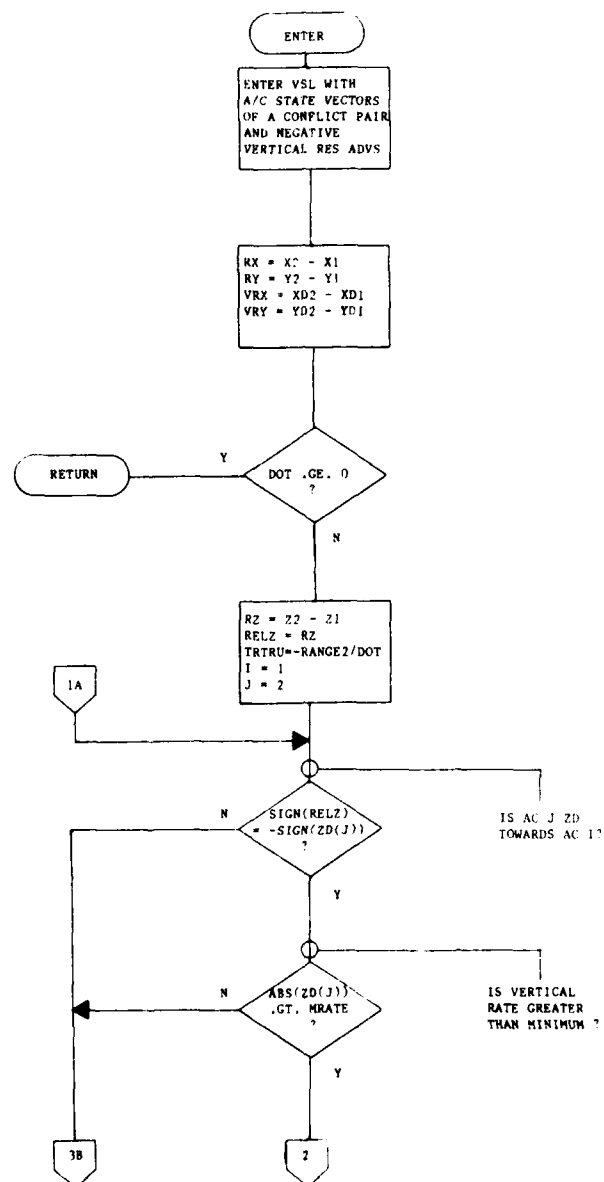 ENTER
ENTER VSL WITH
A/C STATE VECTORS
OF A CONFLICT PAIR
AND NEGATIVE
VERTICAL RES ADVS
RX = X2 - X1
RY = Y2 - Y1
VRX = XD2 - XD1
VRY = YD2 - YD1
Y
RETURN
DOT .GE. 0
?
N
RZ = Z2 - Z1
RELZ = RZ
TRTRU=-RANGE2/DOT
I = 1
J = 2
1A
N
SIGN(RELZ)
= -SIGN(ZD(J))
?
IS AC J ZD
TOWARDS AC I?
Y
N
ABS(ZD(J))
.GT. MRATE
?
IS VERTICAL
RATE GREATER
THAN MINIMUM ?
Y
3B
2